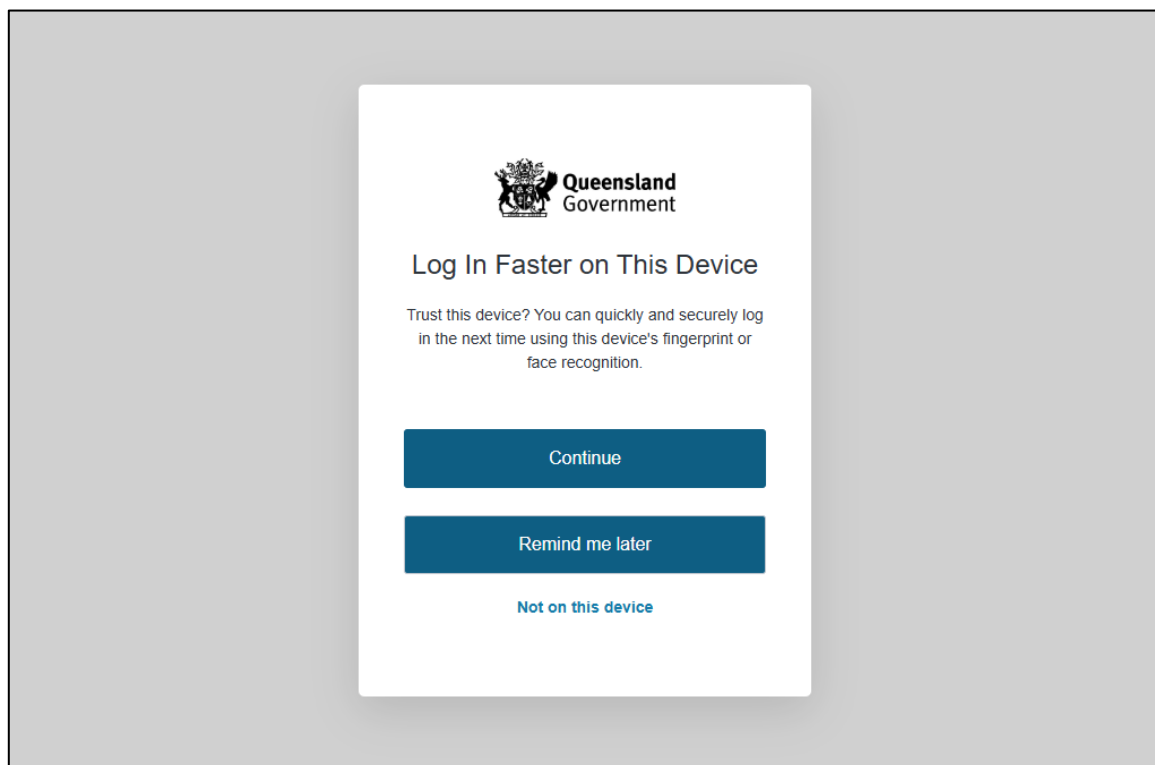 Queensland
Government
Log In Faster on This Device
Trust this device? You can quickly and securely log
in the next time using this device's fingerprint or
face recognition.
Continue
Remind me later
Not on this device